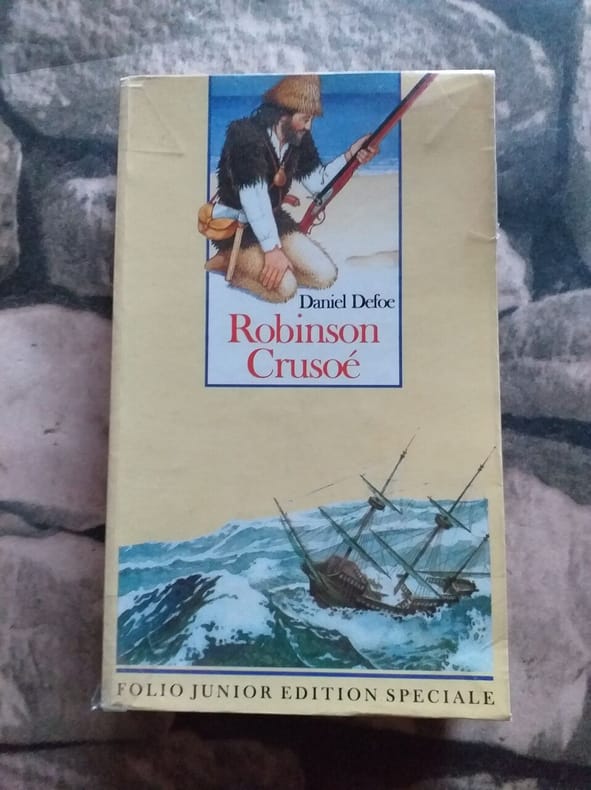 Daniel Defoe
Robinson
Crusoé
FOLIO JUNIOR EDITION SPECIALE